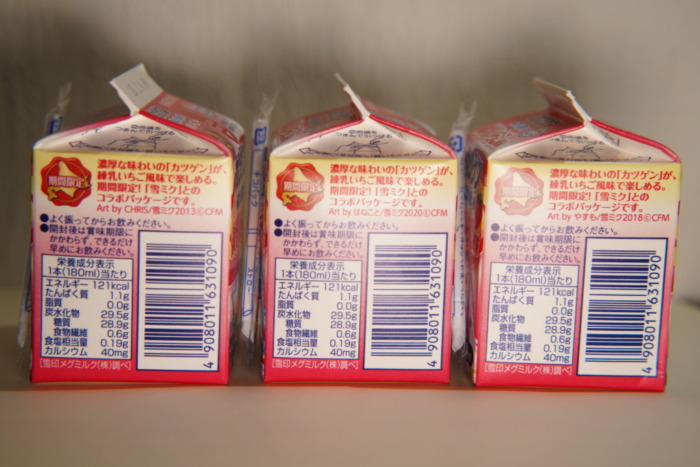 期間限定
濃厚な味わいの「カツゲン」が、
練乳いちご風味で楽しめる。
期間限定!「雪ミク」との
コラボパッケージです。
Art by CHRIS/雪ミク2013ⒸCFM
●よく振ってからお飲みください。
●開封後は賞味期限に
かかわらず、できるだけ
早めにお飲みください。
栄養成分表示
1本(180ml)当たり
エネルギー 121kcal
たんぱく質 1.1g
脂質 0.0g
炭水化物 29.5g
糖質 28.9g
食物繊維 0.6g
食塩相当量 0.19g
カルシウム 40mg
[雪印メグミルク(株)調べ]
4 908011 631090
期間限定
濃厚な味わいの「カツゲン」が、
練乳いちご風味で楽しめる。
期間限定!「雪ミク」との
コラボパッケージです。
Art by はねこと/雪ミク2020ⒸCFM
●よく振ってからお飲みください。
●開封後は賞味期限に
かかわらず、できるだけ
早めにお飲みください。
栄養成分表示
1本(180ml)当たり
エネルギー 121kcal
たんぱく質 1.1g
脂質 0.0g
炭水化物 29.5g
糖質 28.9g
食物繊維 0.6g
食塩相当量 0.19g
カルシウム 40mg
[雪印メグミルク(株)調べ]
4 908011 631090
期間限定
濃厚な味わいの「カツゲン」が、
練乳いちご風味で楽しめる。
期間限定!「雪ミク」との
コラボパッケージです。
Art by やすも/雪ミク2018ⒸCFM
●よく振ってからお飲みください。
●開封後は賞味期限に
かかわらず、できるだけ
早めにお飲みください。
栄養成分表示
1本(180ml)当たり
エネルギー 121kcal
たんぱく質 1.1g
脂質 0.0g
炭水化物 29.5g
糖質 28.9g
食物繊維 0.6g
食塩相当量 0.19g
カルシウム 40mg
[雪印メグミルク(株)調べ]
4 908011 631090